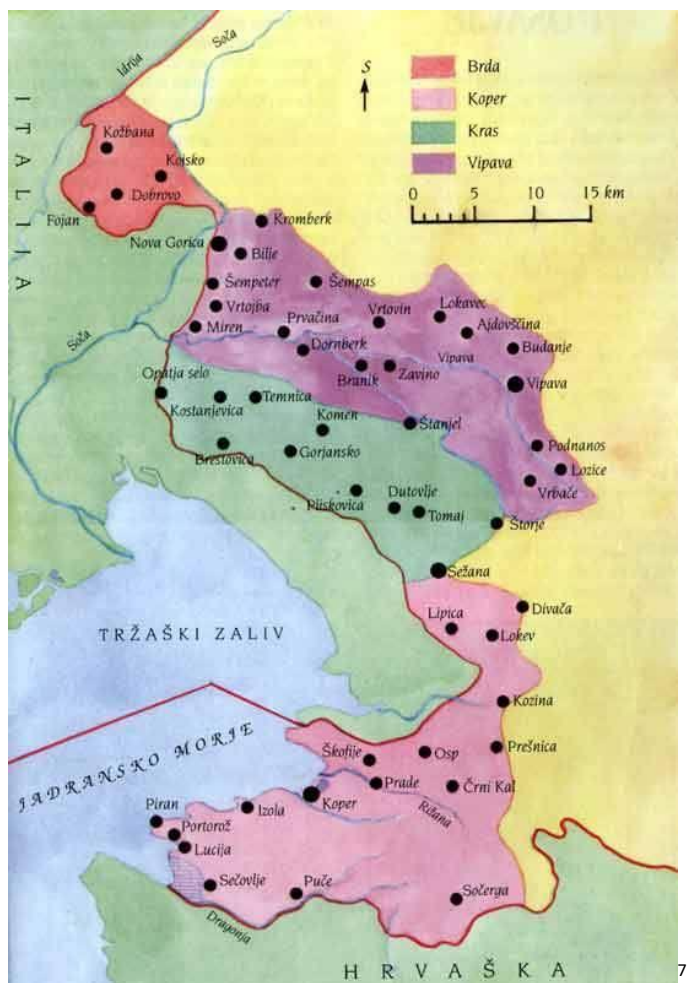 Idrija
Soča
S
Brda
Koper
Kras
Vipava
0 5 10 15 km
ITALIJA
Kožbana
Kojsko
Dobrovo
Fojan
Kromberk
Nova Gorica
Bilje
Šempeter
Šempas
Vrtojba
Miren
Prvačina
Vrtovin
Lokavec
Ajdovščina
Dornberk
Vipava
Budanje
Soča
Branik
Zavino
Vipava
Opatja selo
Kostanjevica
Temnica
Komen
Štanjel
Brestovica
Gorjansko
Podnanos
Lozice
Vrbače
Pliskovica
Dutovlje
Tomaj
Štorje
Sežana
TRŽAŠKI ZALIV
Lipica
Divača
Lokev
Kozina
JADRANSKO MORJE
Škofije
Osp
Prešnica
Prade
Črni Kal
Piran
Izola
Koper
Rižana
Portorož
Lucija
Sečovlje
Puče
Sočerga
Dragonja
HRVAŠKA
7